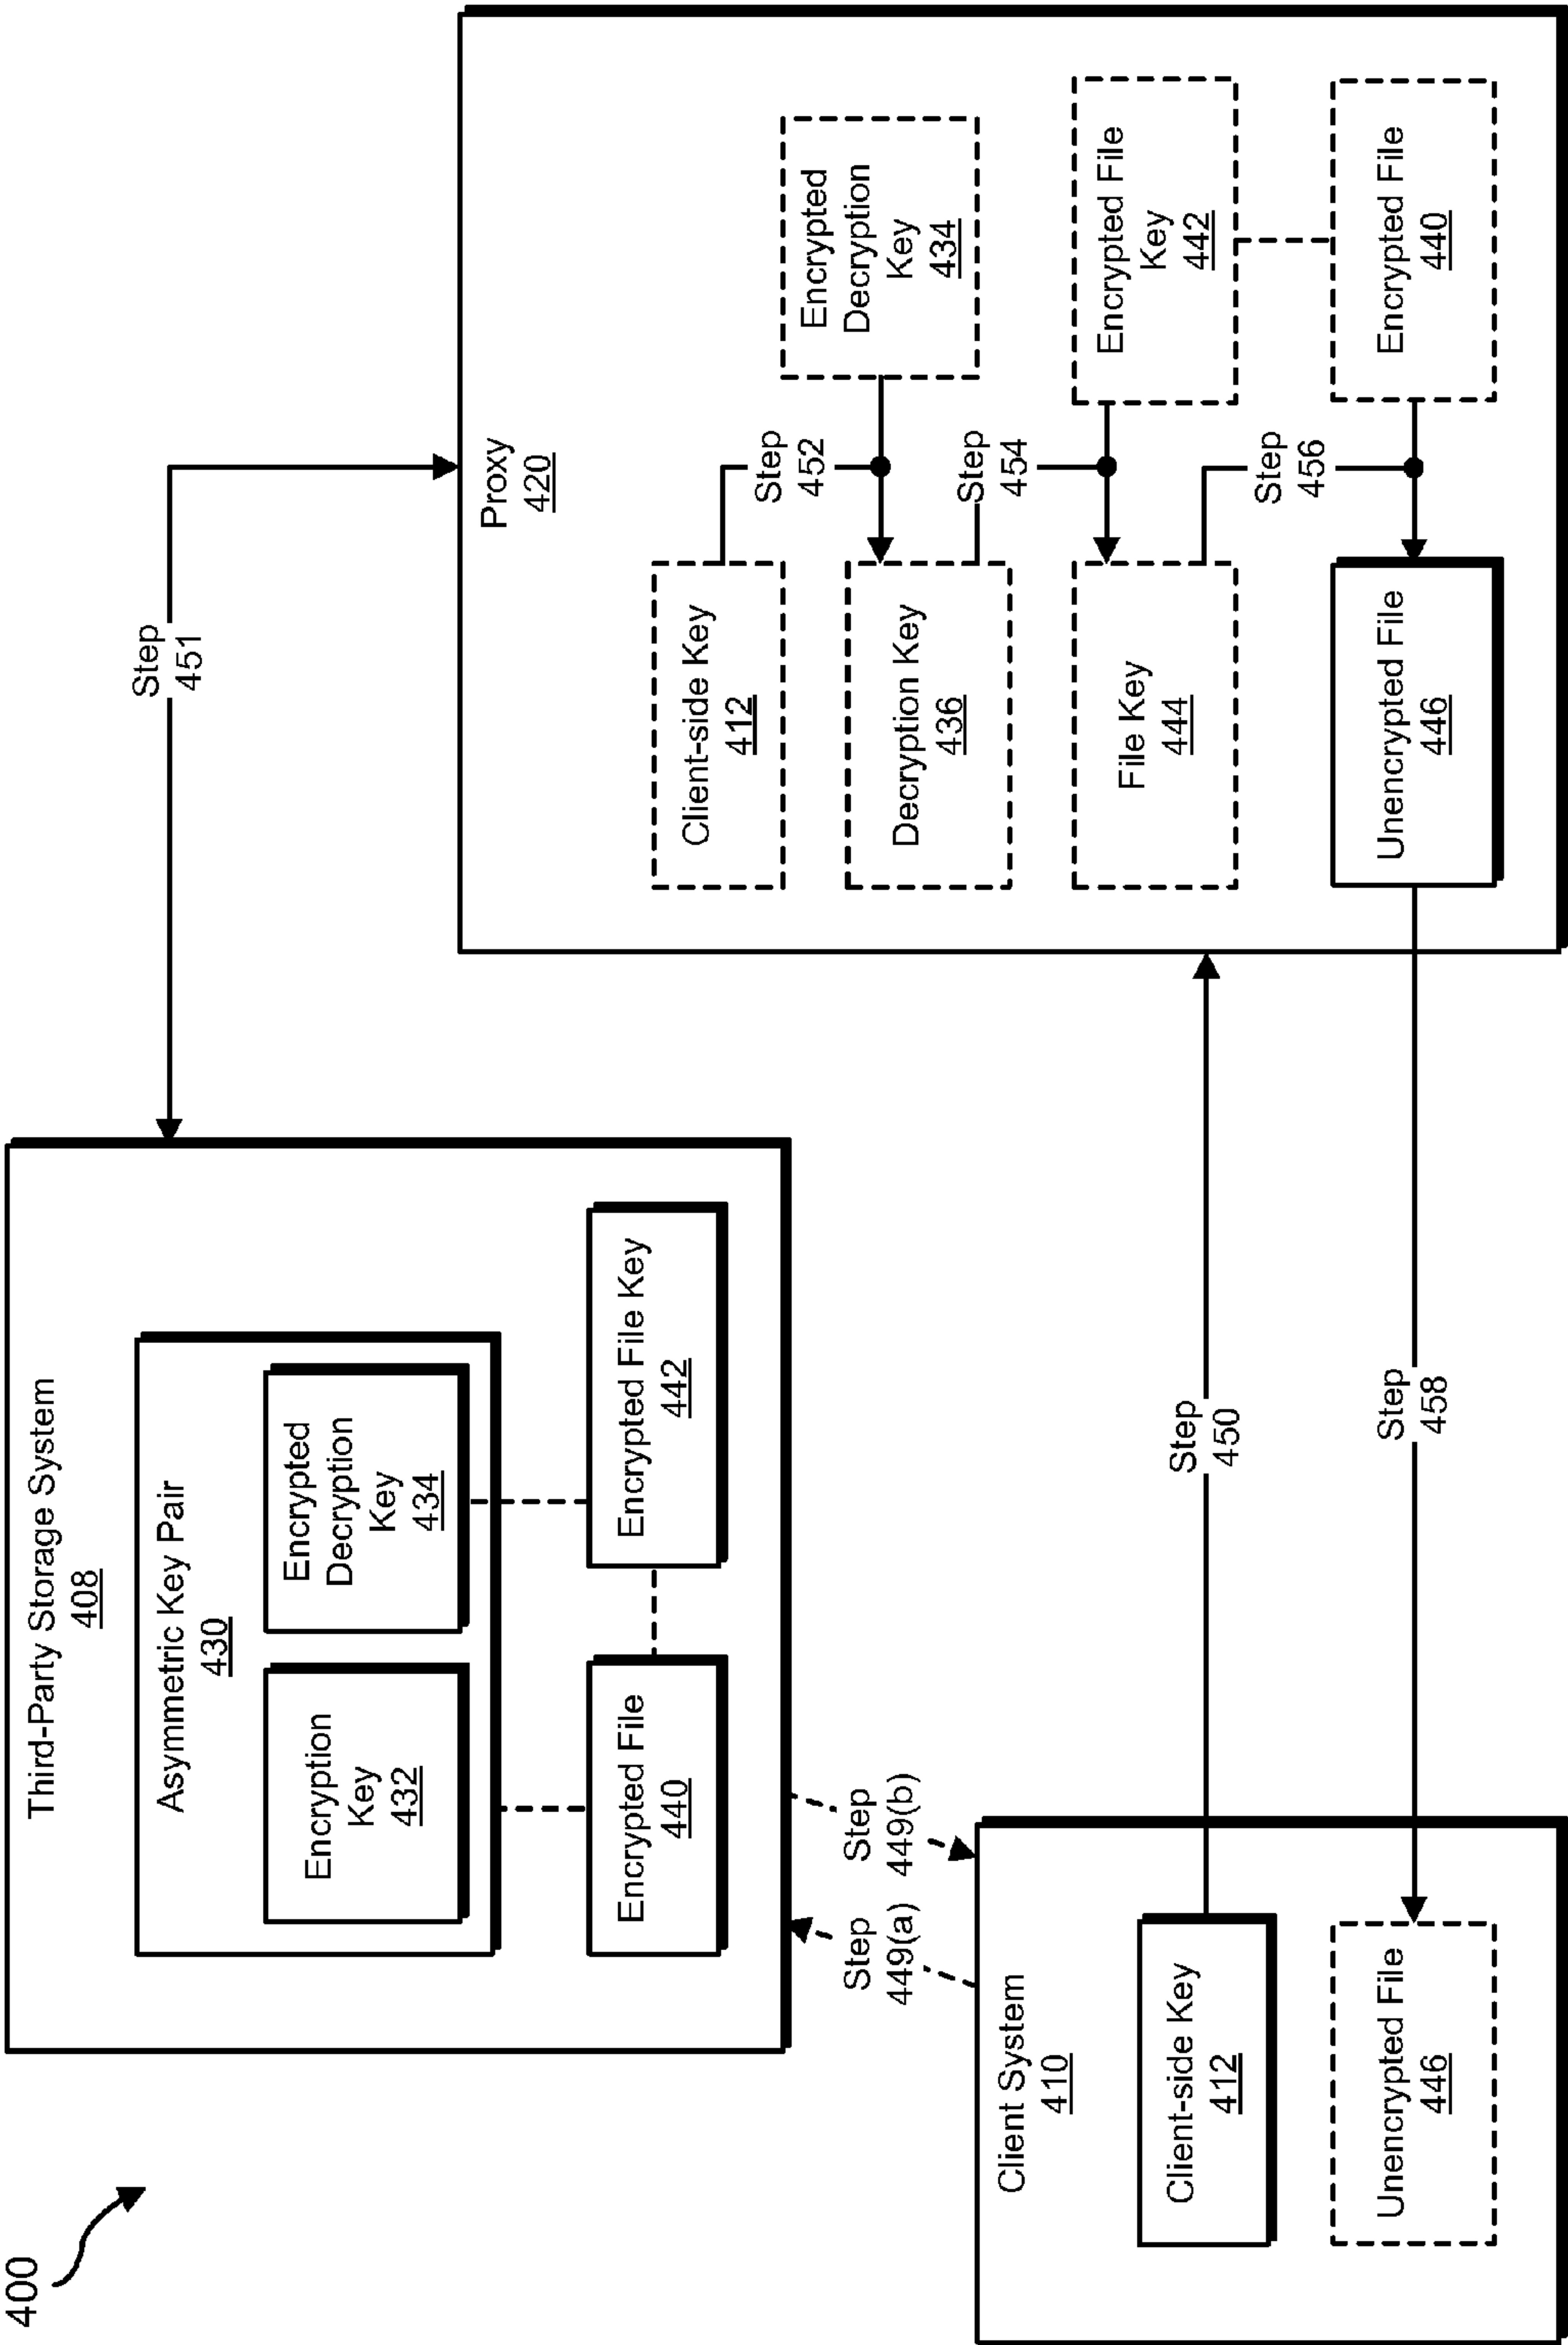 400
Third-Party Storage System
408
Asymmetric Key Pair
430
Encryption
Key
432
Encrypted
Decryption
Key
434
Encrypted File
440
Encrypted File Key
442
Step
451
Step
449(a)
Step
449(b)
Client System
410
Client-side Key
412
Unencrypted File
446
Step
450
Step
458
Proxy
420
Client-side Key
412
Step
452
Encrypted
Decryption
Key
434
Decryption Key
436
Step
454
Encrypted File
Key
442
File Key
444
Step
456
Encrypted File
440
Unencrypted File
446